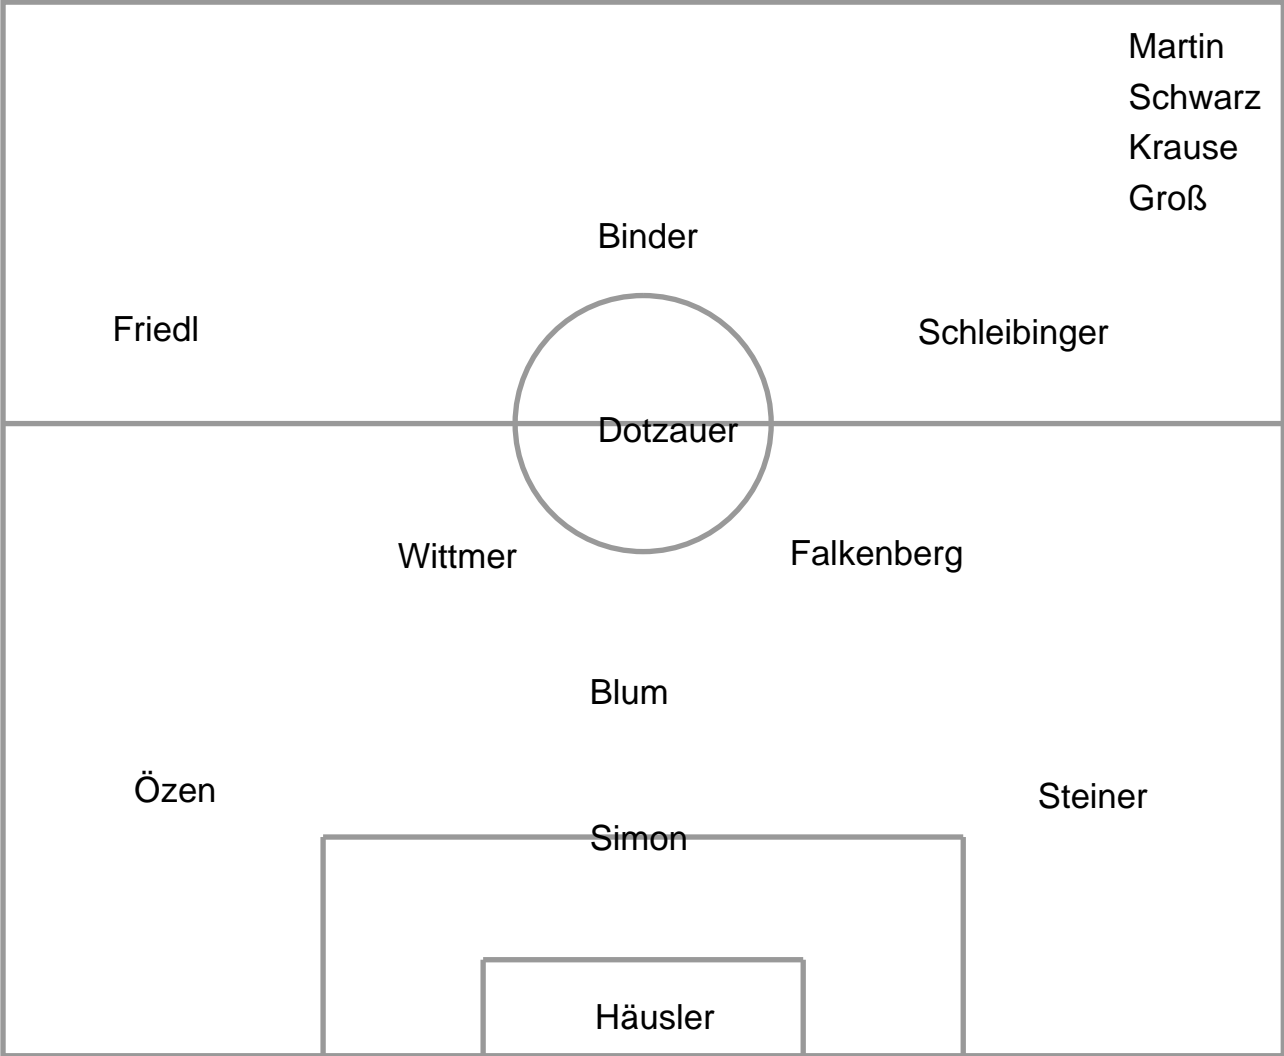 Martin
Schwarz
Krause
Groß
Binder
Friedl
Schleibinger
Dotzauer
Wittmer
Falkenberg
Blum
Özen
Steiner
Simon
Häusler